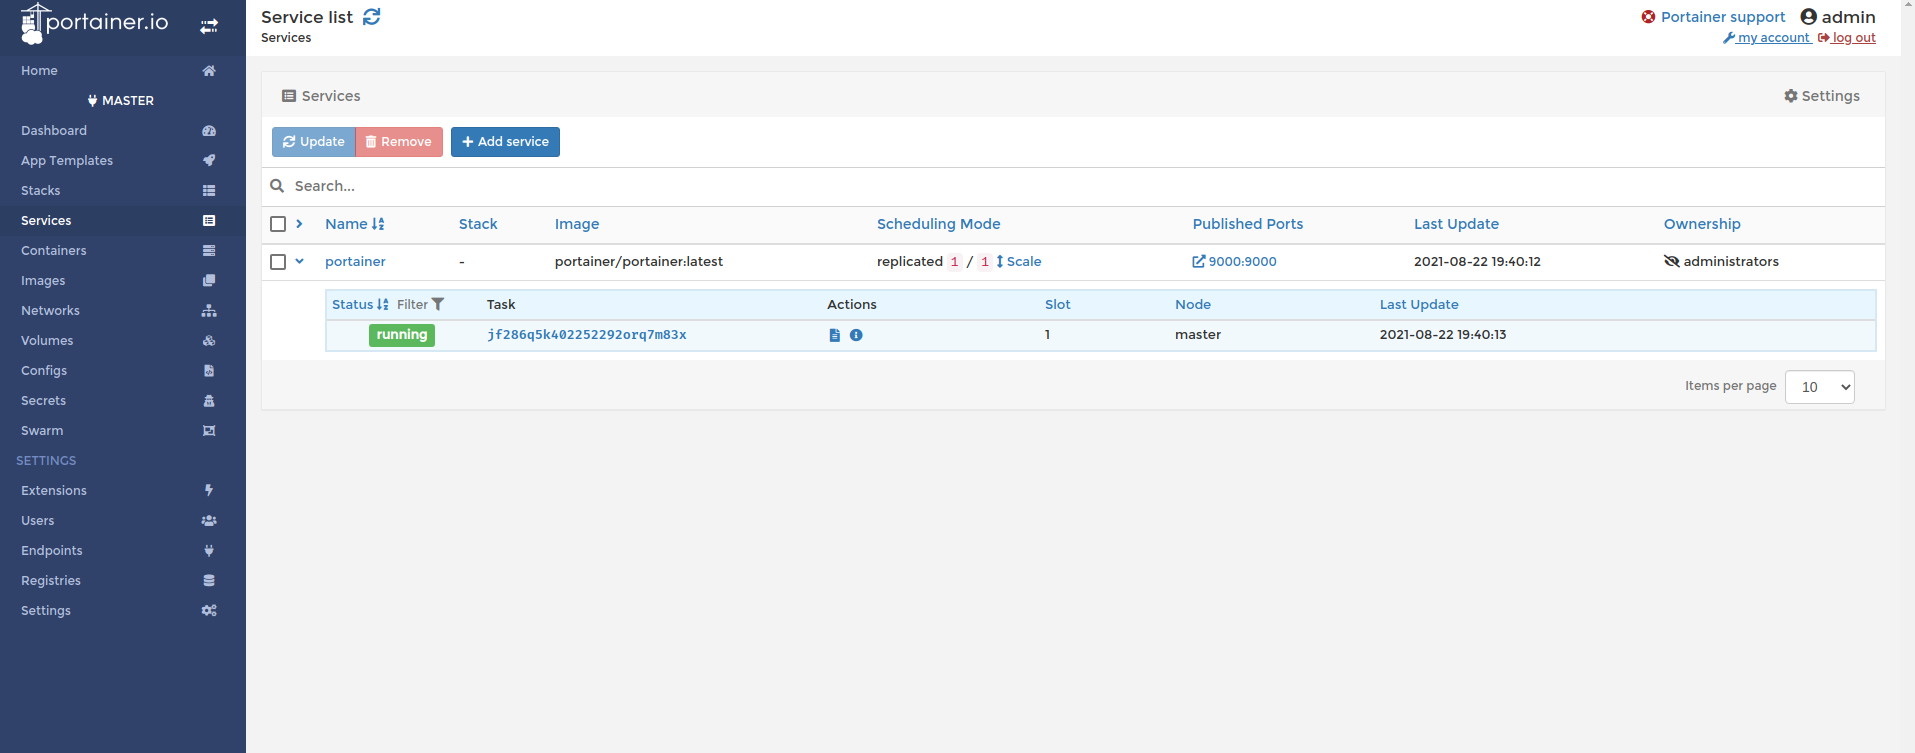 portainer.io
Home
MASTER
Dashboard
App Templates
Stacks
Services
Containers
Images
Networks
Volumes
Configs
Secrets
Swarm
SETTINGS
Extensions
Users
Endpoints
Registries
Settings
Service list
Services
Portainer support admin
my account log out
Services Settings
Update Remove Add service
Search...
Name Stack Image Scheduling Mode Published Ports Last Update Ownership
portainer - portainer/portainer:latest replicated 1 / 1 Scale 9000:9000 2021-08-22 19:40:12 administrators
Status Filter Task Actions Slot Node Last Update
running jf286q5k402252292orq7m83x 1 master 2021-08-22 19:40:13
Items per page 10